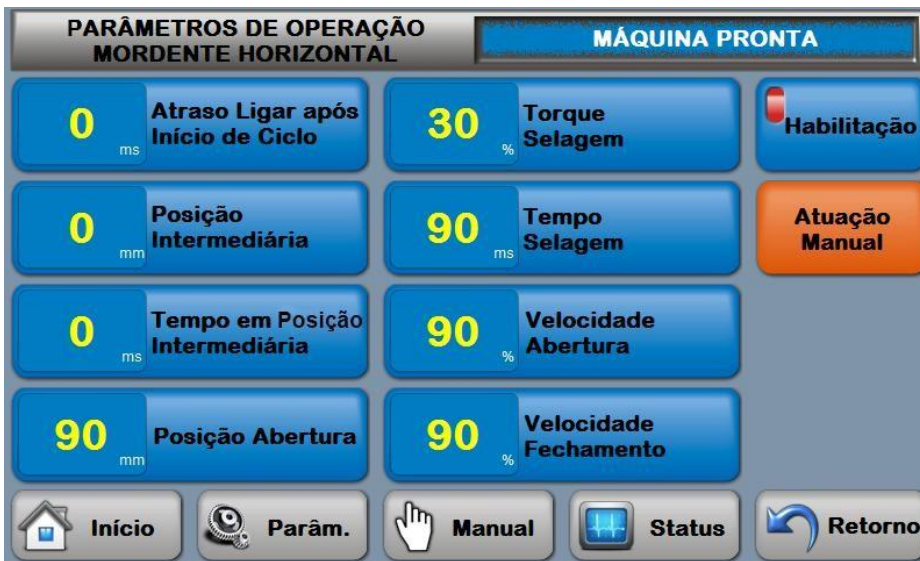 PARÂMETROS DE OPERAÇÃO
MORDENTE HORIZONTAL
MÁQUINA PRONTA
0 ms
Atraso Ligar após
Início de Ciclo
30 %
Torque
Selagem
Habilitação
0 mm
Posição
Intermediária
90 ms
Tempo
Selagem
Atuação
Manual
0 ms
Tempo em Posição
Intermediária
90 %
Velocidade
Abertura
90 mm
Posição Abertura
90 %
Velocidade
Fechamento
Início
Parâm.
Manual
Status
Retorno